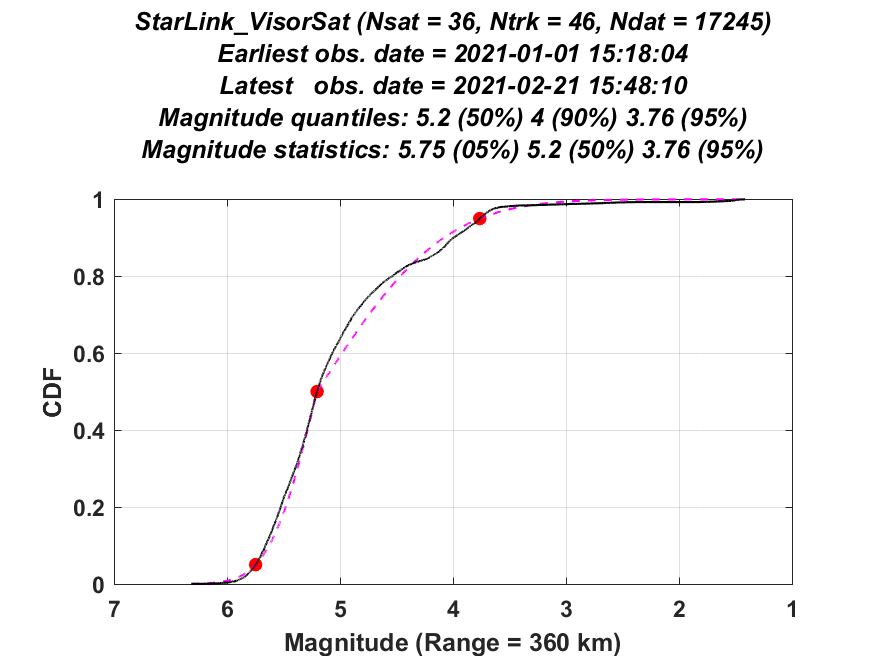 StarLink_VisorSat (Nsat = 36, Ntrk = 46, Ndat = 17245)
Earliest obs. date = 2021-01-01 15:18:04
Latest   obs. date = 2021-02-21 15:48:10
Magnitude quantiles: 5.2 (50%) 4 (90%) 3.76 (95%)
Magnitude statistics: 5.75 (05%) 5.2 (50%) 3.76 (95%)
1
0.8
0.6
0.4
0.2
0
CDF
7 6 5 4 3 2 1
Magnitude (Range = 360 km)